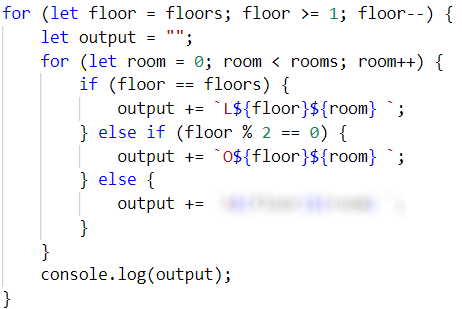 for (let floor = floors; floor >= 1; floor--) {
    let output = "";
    for (let room = 0; room < rooms; room++) {
        if (floor == floors) {
            output += `L${floor}${room} `;
        } else if (floor % 2 == 0) {
            output += `O${floor}${room} `;
        } else {
            output +=
        }
    }
    console.log(output);
}